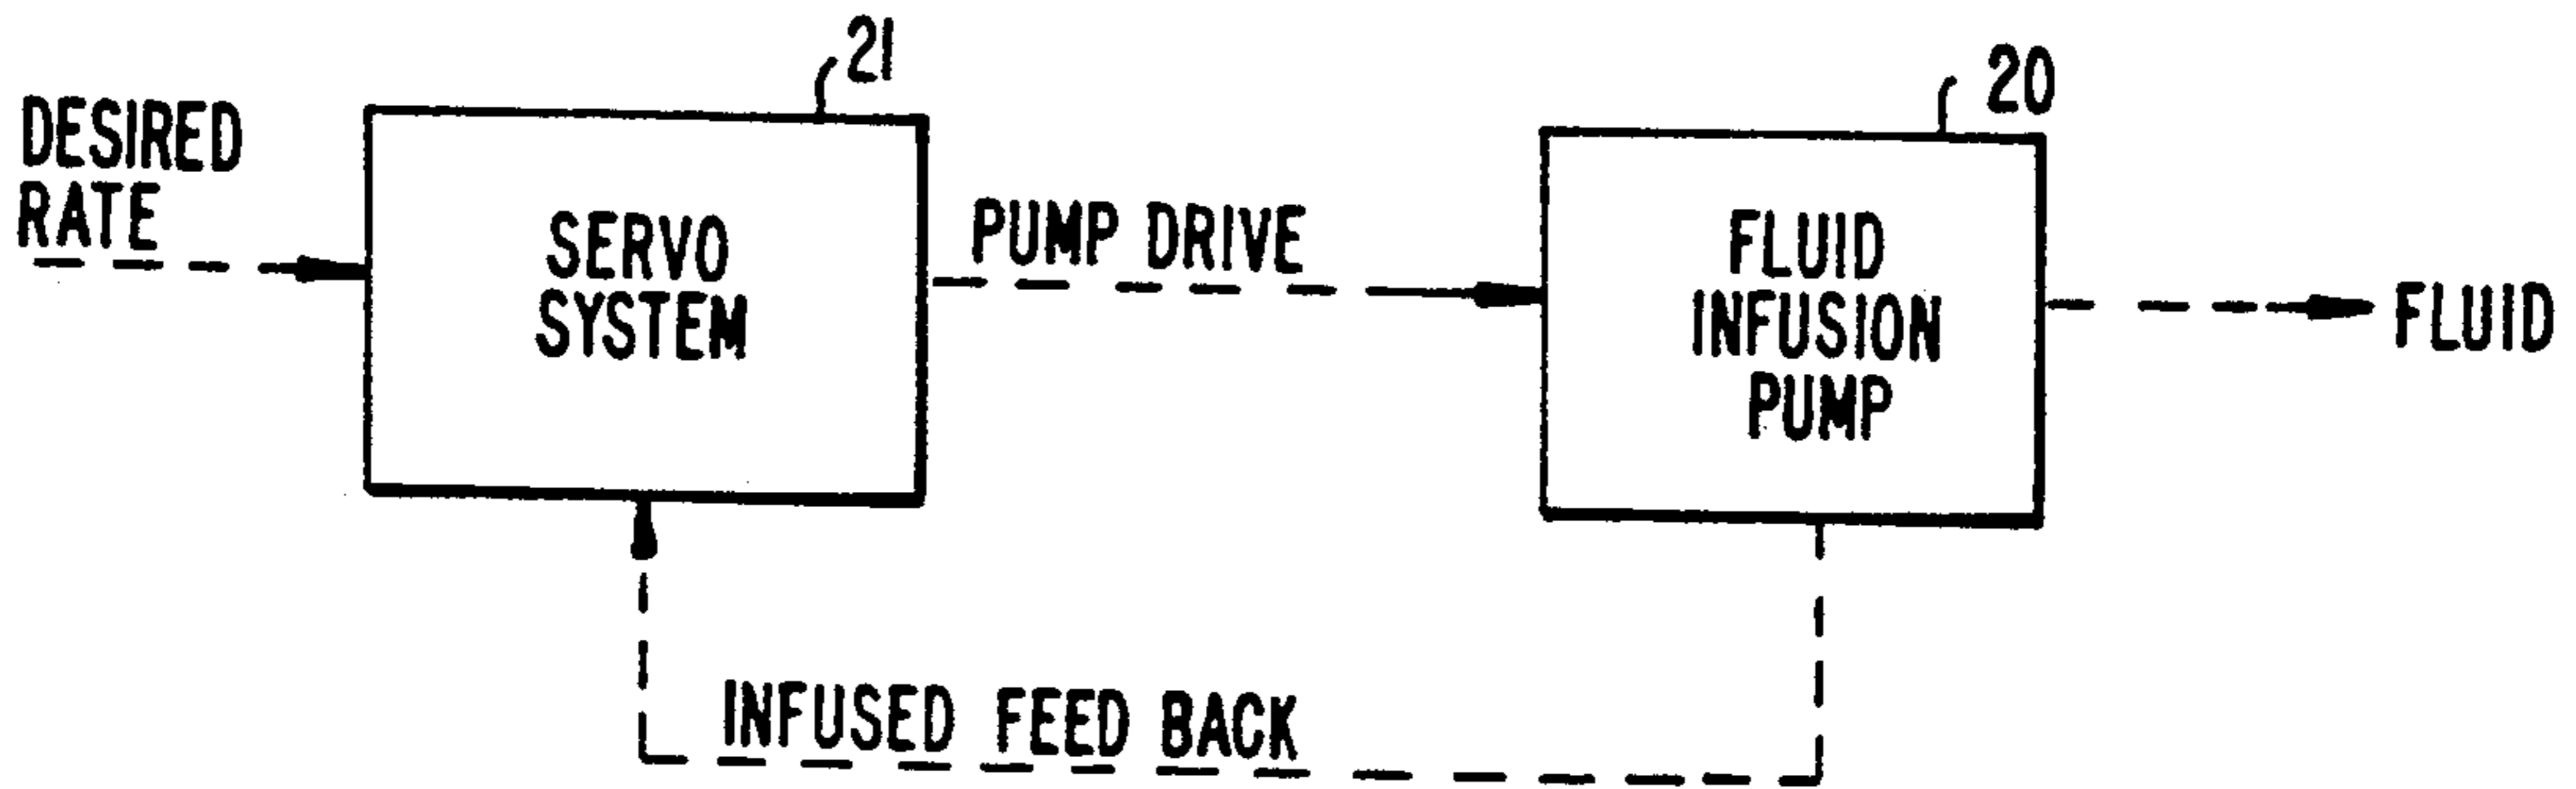 21
20
DESIRED
RATE
SERVO
SYSTEM
PUMP DRIVE
FLUID
INFUSION
PUMP
FLUID
INFUSED FEED BACK